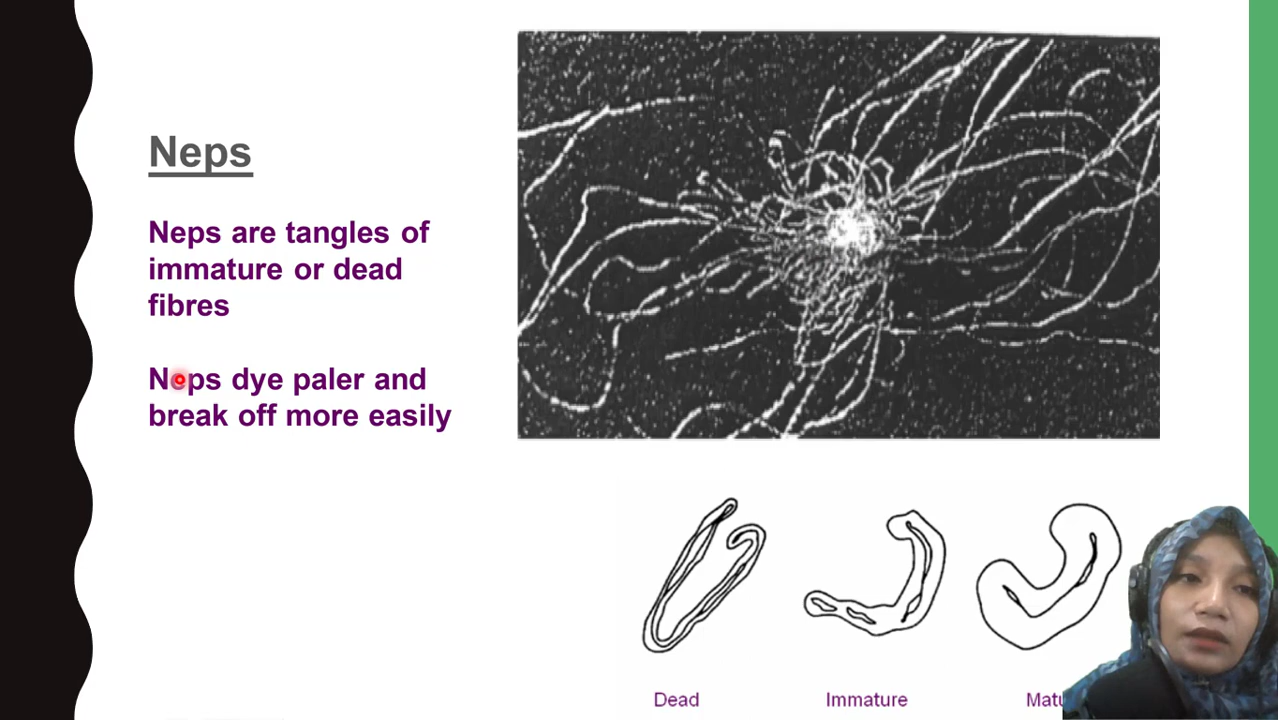 Neps
Neps are tangles of
immature or dead
fibres
Neps dye paler and
break off more easily
Dead
Immature
Matu